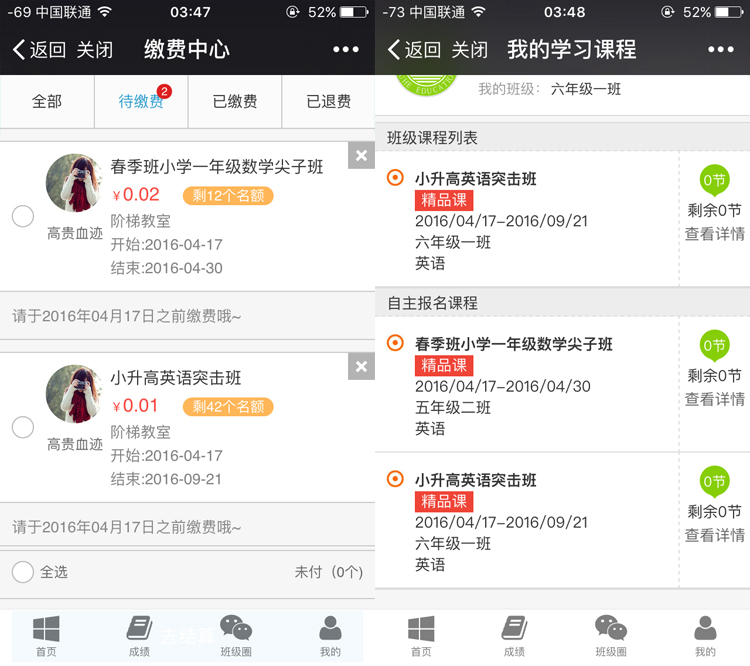 -69 中国联通 03:47 52%
返回 关闭 缴费中心
全部 待缴费 2 已缴费 已退费
春季班小学一年级数学尖子班
¥0.02 剩12个名额
高贵血迹
阶梯教室
开始:2016-04-17
结束:2016-04-30
请于2016年04月17日之前缴费哦~
小升高英语突击班
¥0.01 剩42个名额
高贵血迹
阶梯教室
开始:2016-04-17
结束:2016-09-21
请于2016年04月17日之前缴费哦~
全选 未付（0个）
去结算
首页 成绩 班级圈 我的
-73 中国联通 03:48 52%
返回 关闭 我的学习课程
THE EDUCATE
我的班级： 六年级一班
班级课程列表
小升高英语突击班
精品课
2016/04/17-2016/09/21
六年级一班
英语
0节
剩余0节
查看详情
自主报名课程
春季班小学一年级数学尖子班
精品课
2016/04/17-2016/04/30
五年级二班
英语
0节
剩余0节
查看详情
小升高英语突击班
精品课
2016/04/17-2016/09/21
六年级一班
英语
0节
剩余0节
查看详情
首页 成绩 班级圈 我的